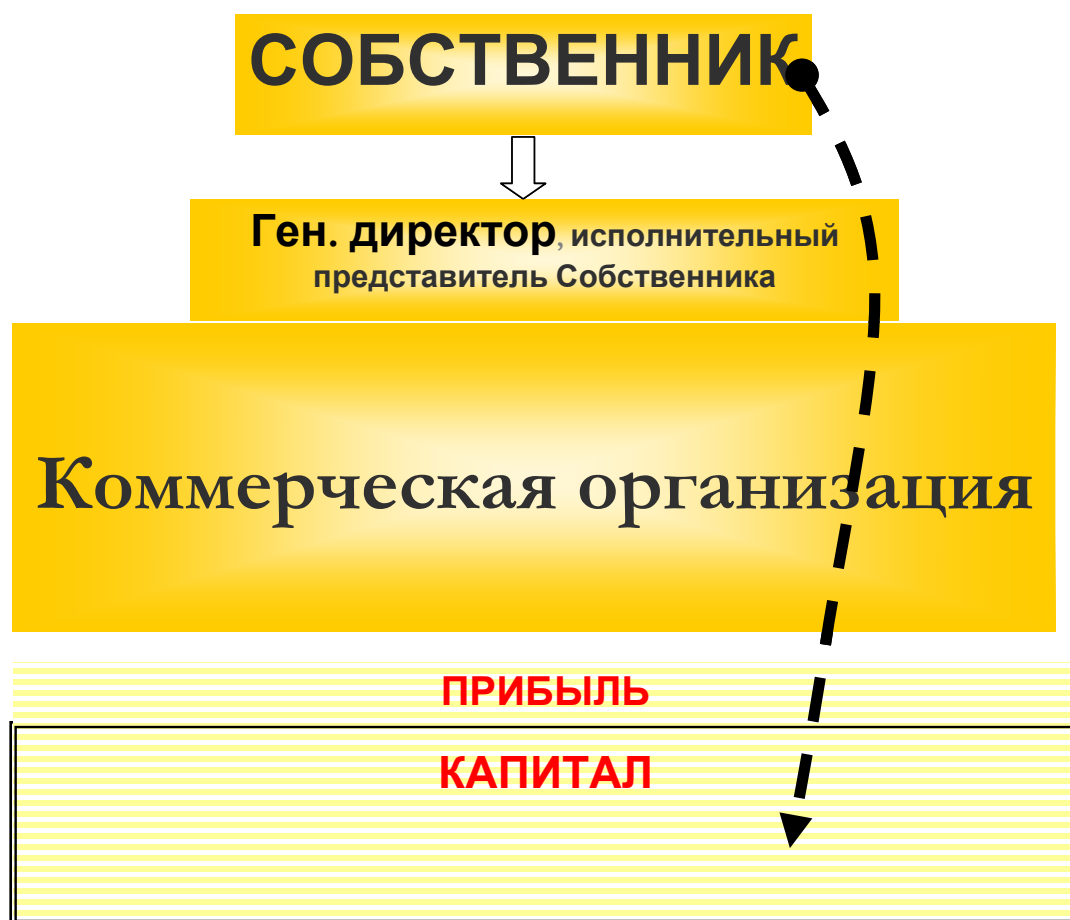 СОБСТВЕННИК
Ген. директор, исполнительный
представитель Собственника
Коммерческая организация
ПРИБЫЛЬ
КАПИТАЛ